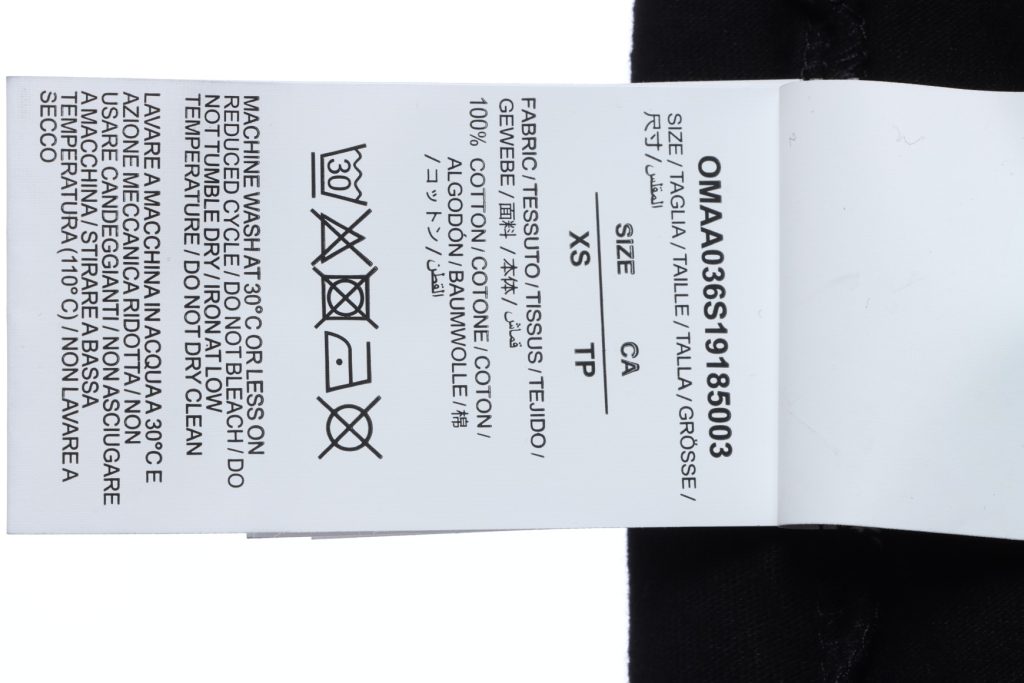 OMAA036S19185003
SIZE / TAGLIA / TAILLE / TALLA / GRÖSSE /
尺寸 / المقاس
SIZE CA
XS TP
FABRIC / TESSUTO / TISSUS / TEJIDO /
GEWEBE / 面料 / 本体 / قماش
100% COTTON / COTONE / COTON /
ALGODÓN / BAUMWOLLE / 棉
/ コットン / القطن
30
MACHINE WASH AT 30°C OR LESS ON
REDUCED CYCLE / DO NOT BLEACH / DO
NOT TUMBLE DRY / IRON AT LOW
TEMPERATURE / DO NOT DRY CLEAN
LAVARE A MACCHINA IN ACQUA A 30°C E
AZIONE MECCANICA RIDOTTA / NON
USARE CANDEGGIANTI / NON ASCIUGARE
A MACCHINA / STIRARE A BASSA
TEMPERATURA (110° C) / NON LAVARE A
SECCO